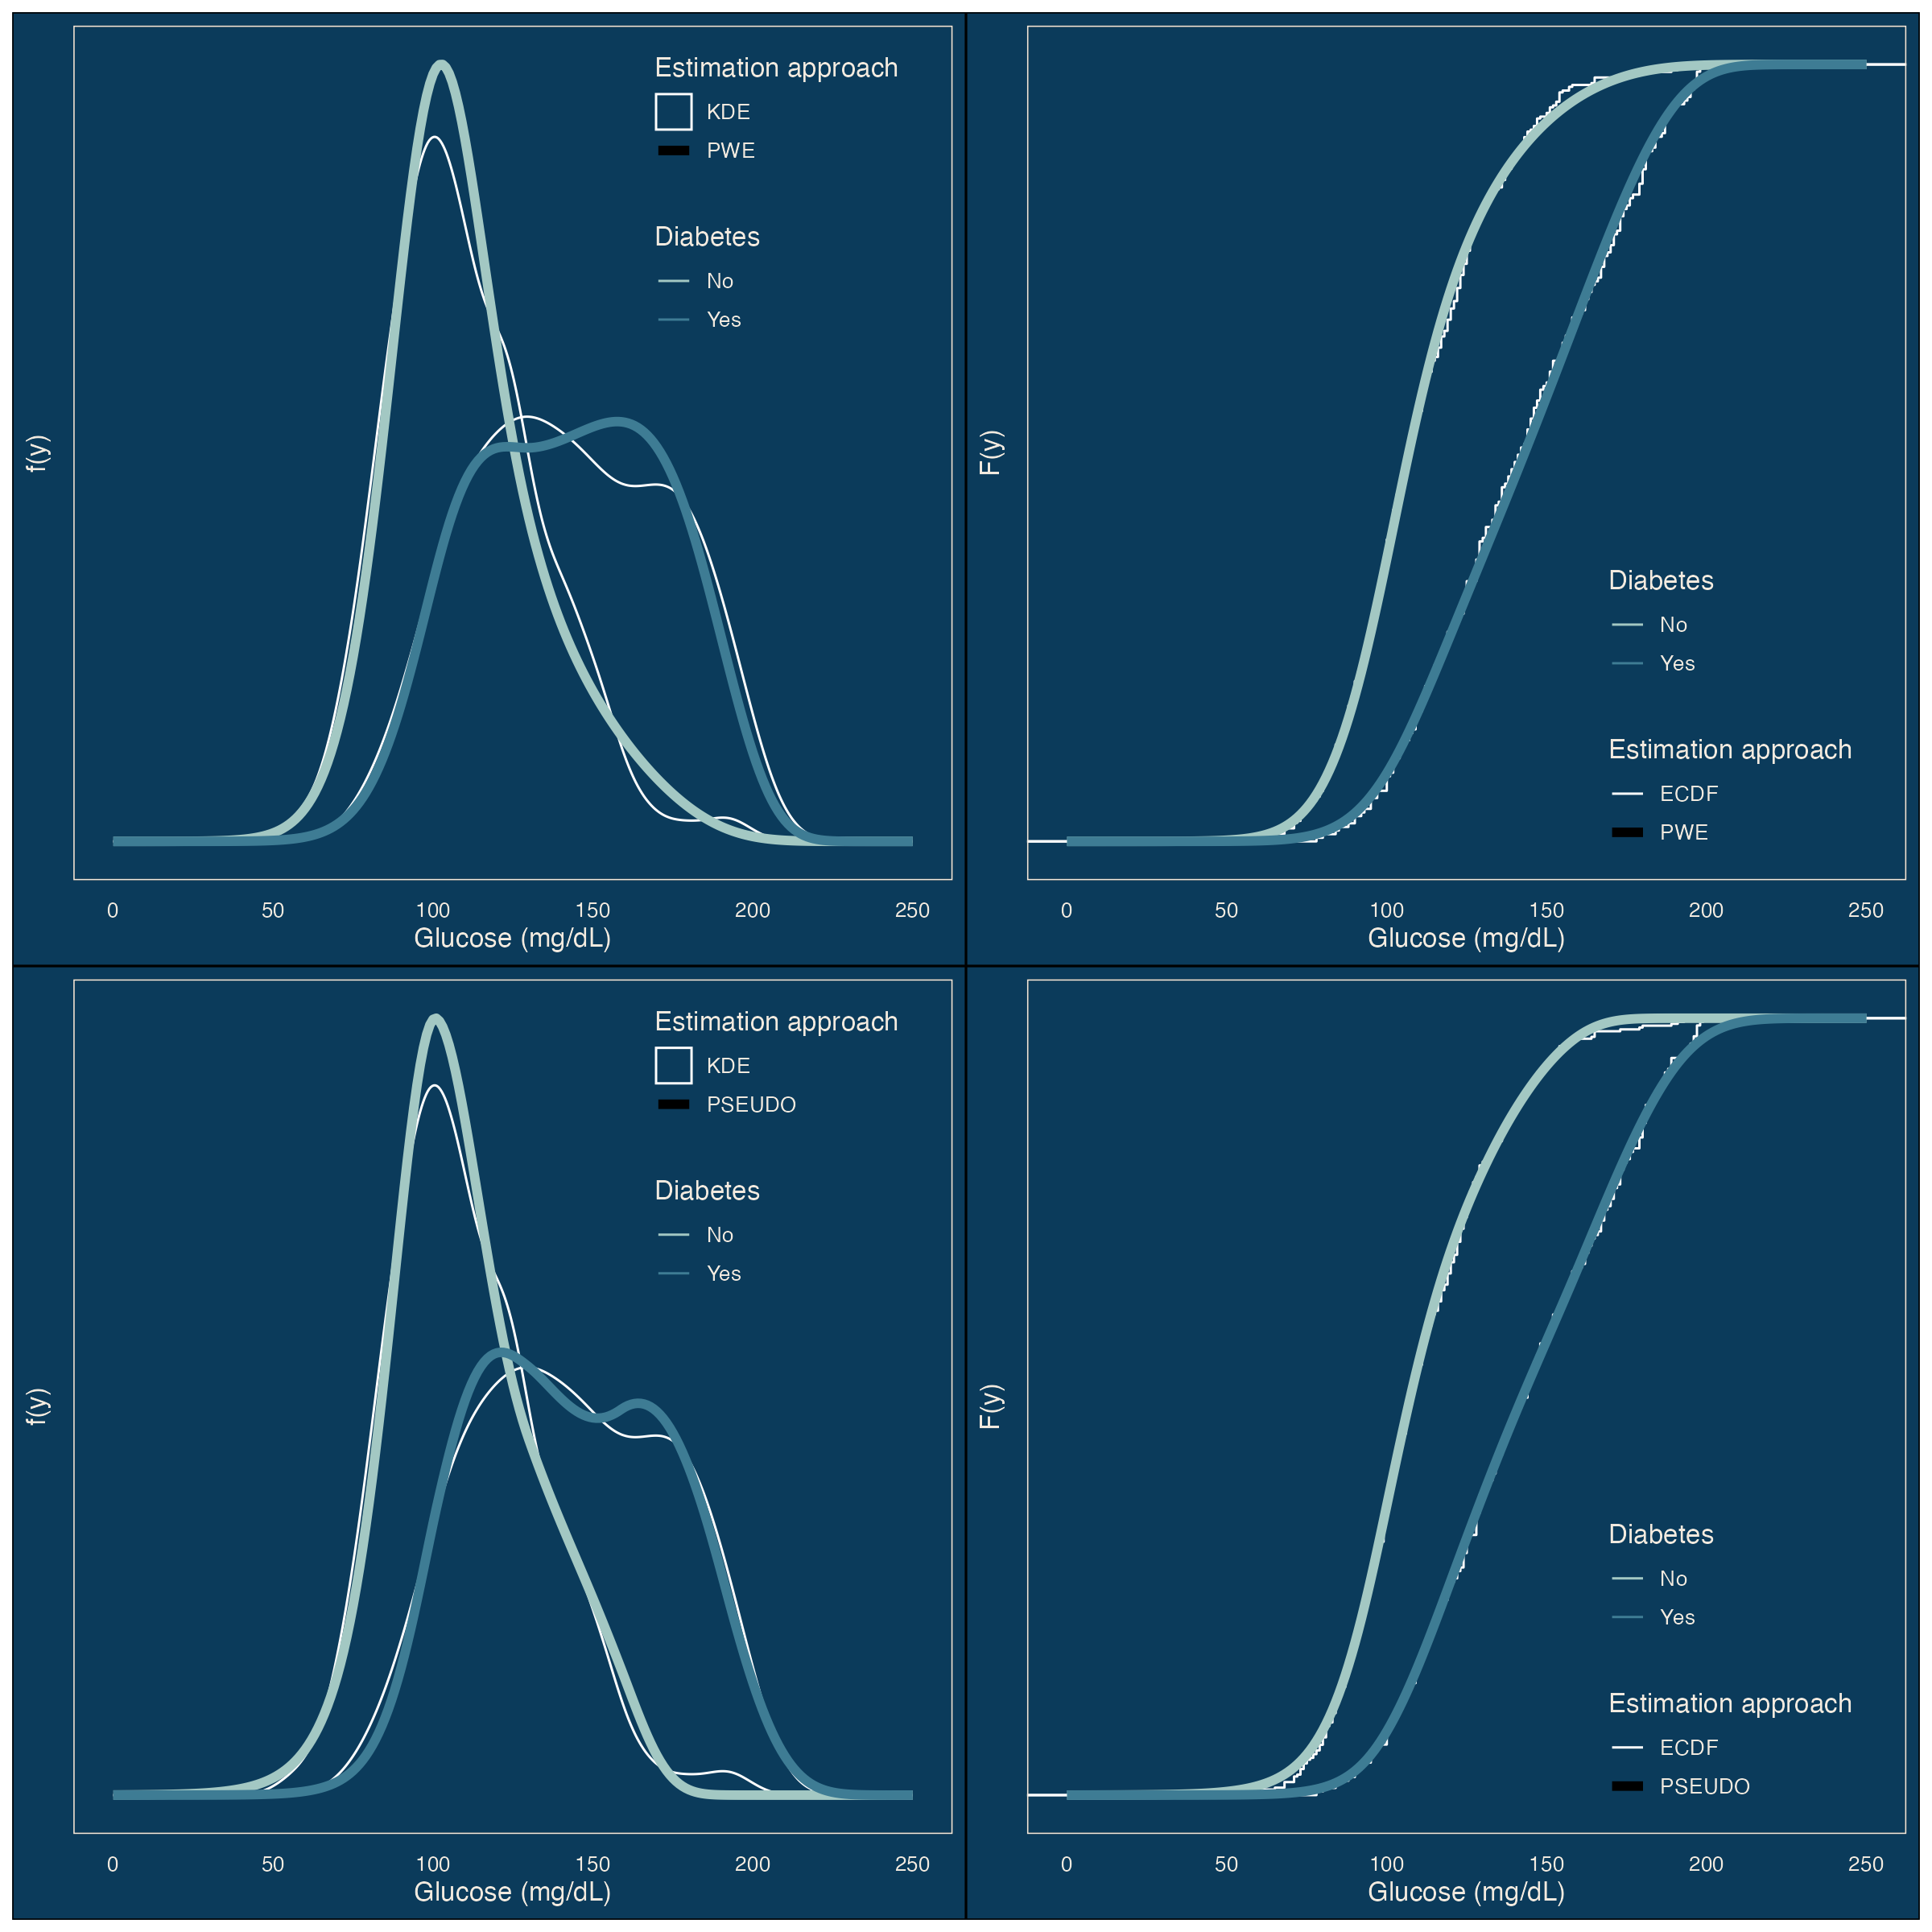 Estimation approach
KDE
PWE
Diabetes
No
Yes
f(y)
0 50 100 150 200 250
Glucose (mg/dL)
F(y)
Diabetes
No
Yes
Estimation approach
ECDF
PWE
0 50 100 150 200 250
Glucose (mg/dL)
Estimation approach
KDE
PSEUDO
Diabetes
No
Yes
f(y)
0 50 100 150 200 250
Glucose (mg/dL)
F(y)
Diabetes
No
Yes
Estimation approach
ECDF
PSEUDO
0 50 100 150 200 250
Glucose (mg/dL)